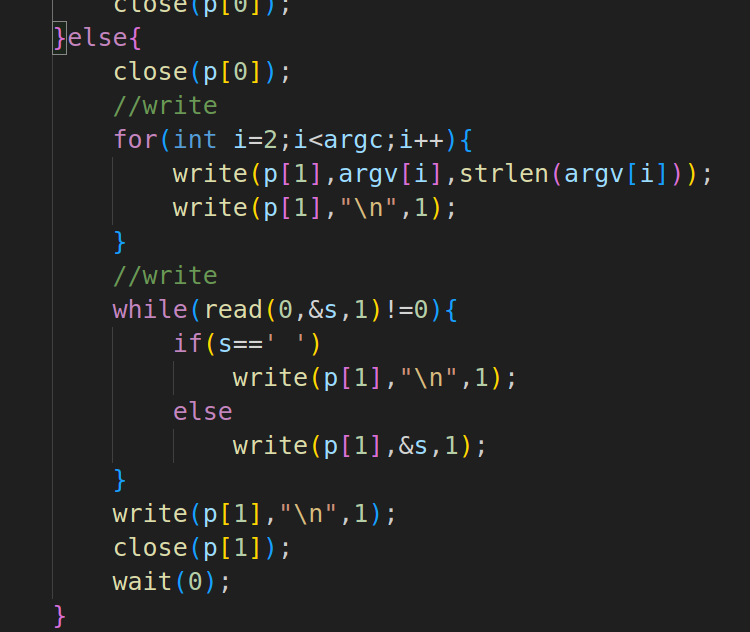 close(p[0]);
}else{
close(p[0]);
//write
for(int i=2;i<argc;i++){
write(p[1],argv[i],strlen(argv[i]));
write(p[1],"\n",1);
}
//write
while(read(0,&s,1)!=0){
if(s==' ')
write(p[1],"\n",1);
else
write(p[1],&s,1);
}
write(p[1],"\n",1);
close(p[1]);
wait(0);
}